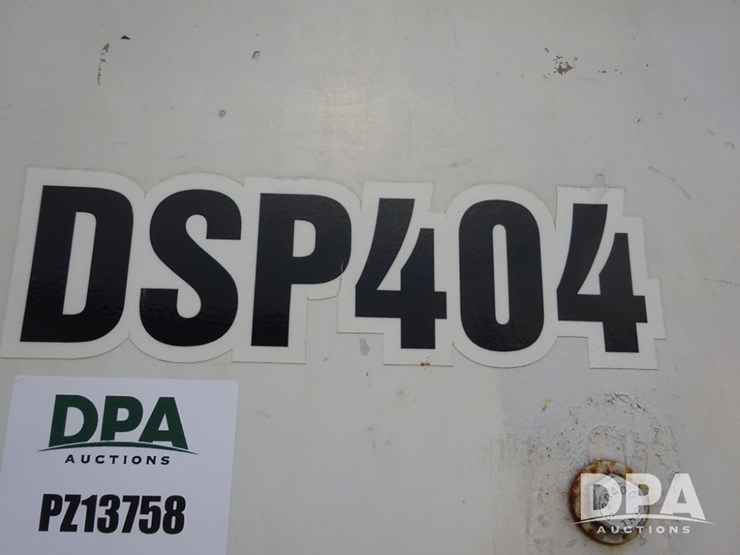 DSP404
DPA
AUCTIONS
PZ13758
DPA
AUCTIONS